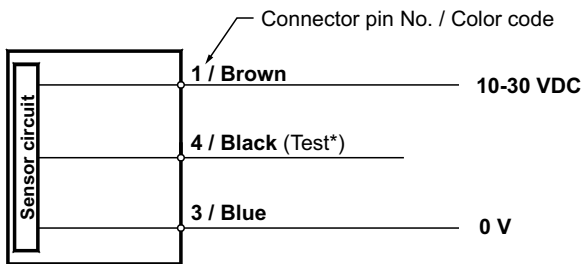 Connector pin No. / Color code
1 / Brown
10-30 VDC
4 / Black (Test*)
Sensor circuit
3 / Blue
0 V